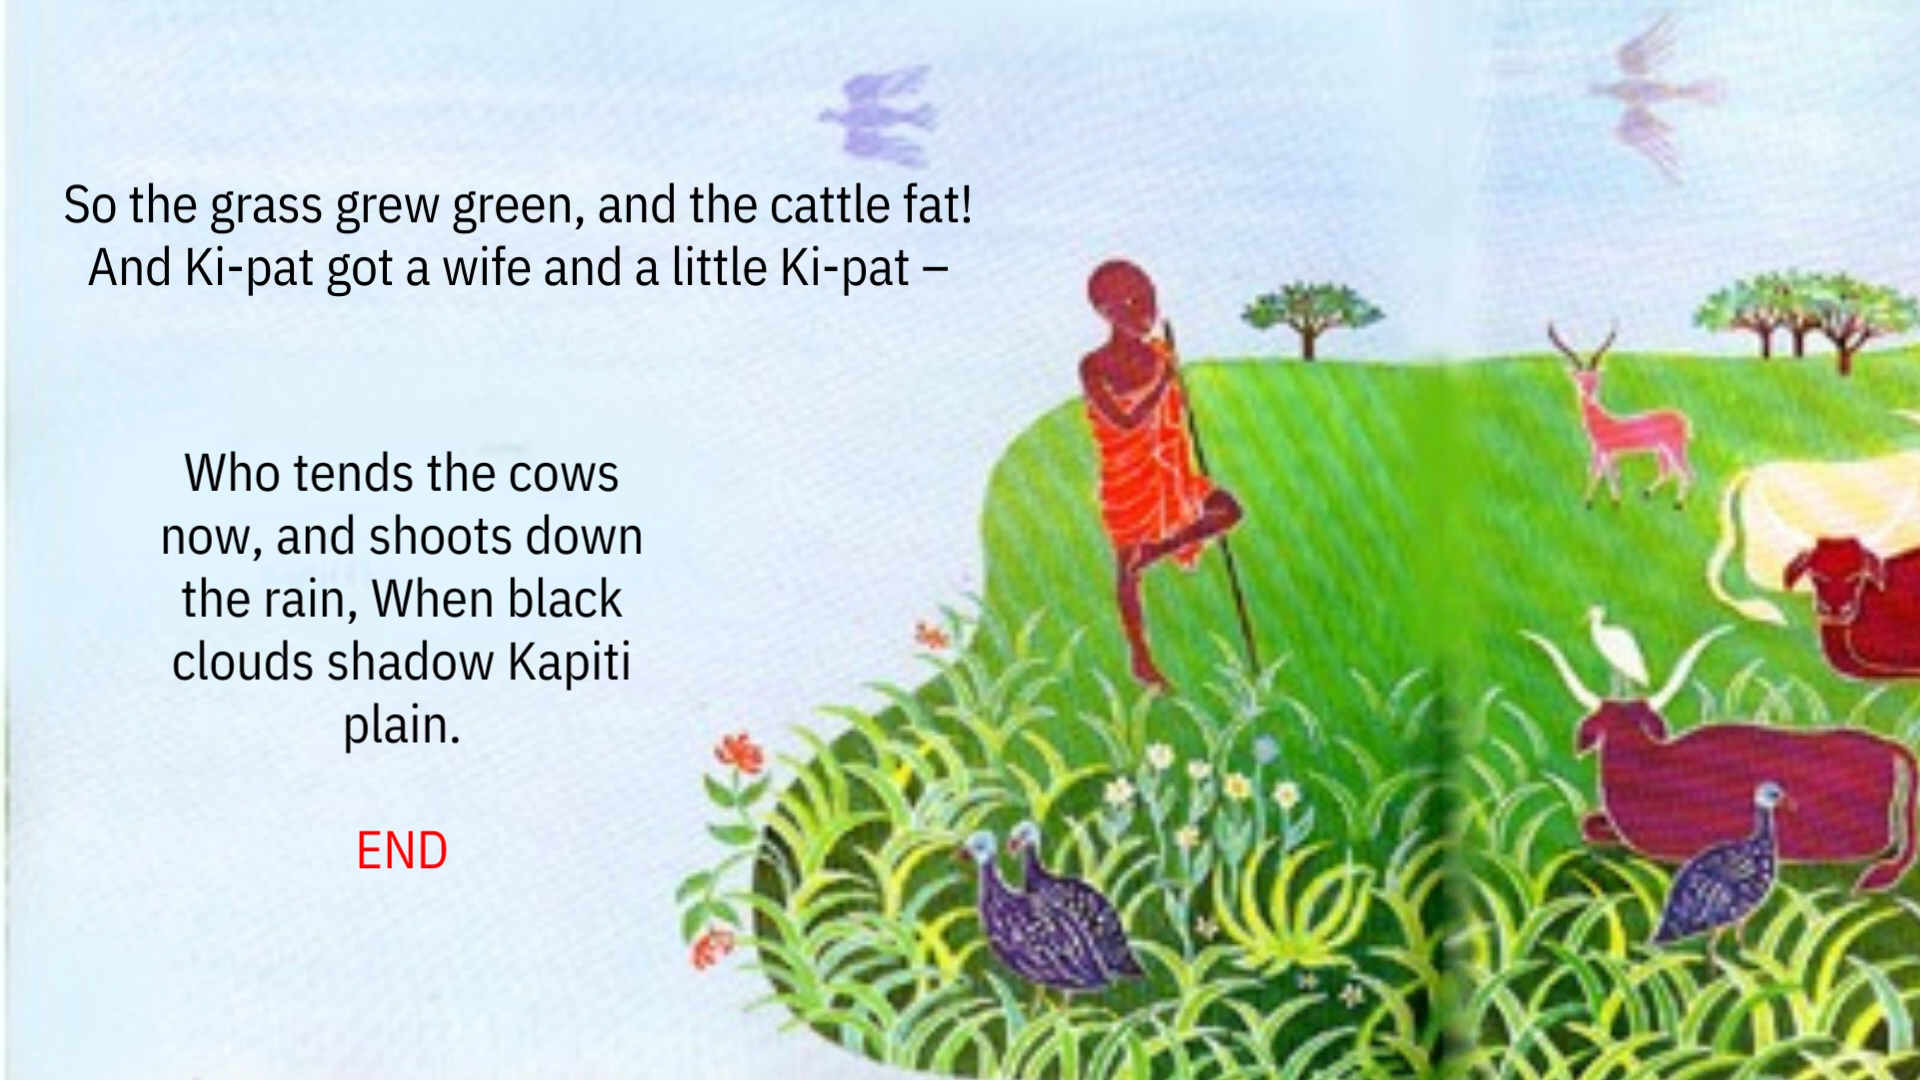 So the grass grew green, and the cattle fat!
And Ki-pat got a wife and a little Ki-pat –
Who tends the cows
now, and shoots down
the rain, When black
clouds shadow Kapiti
plain.
END